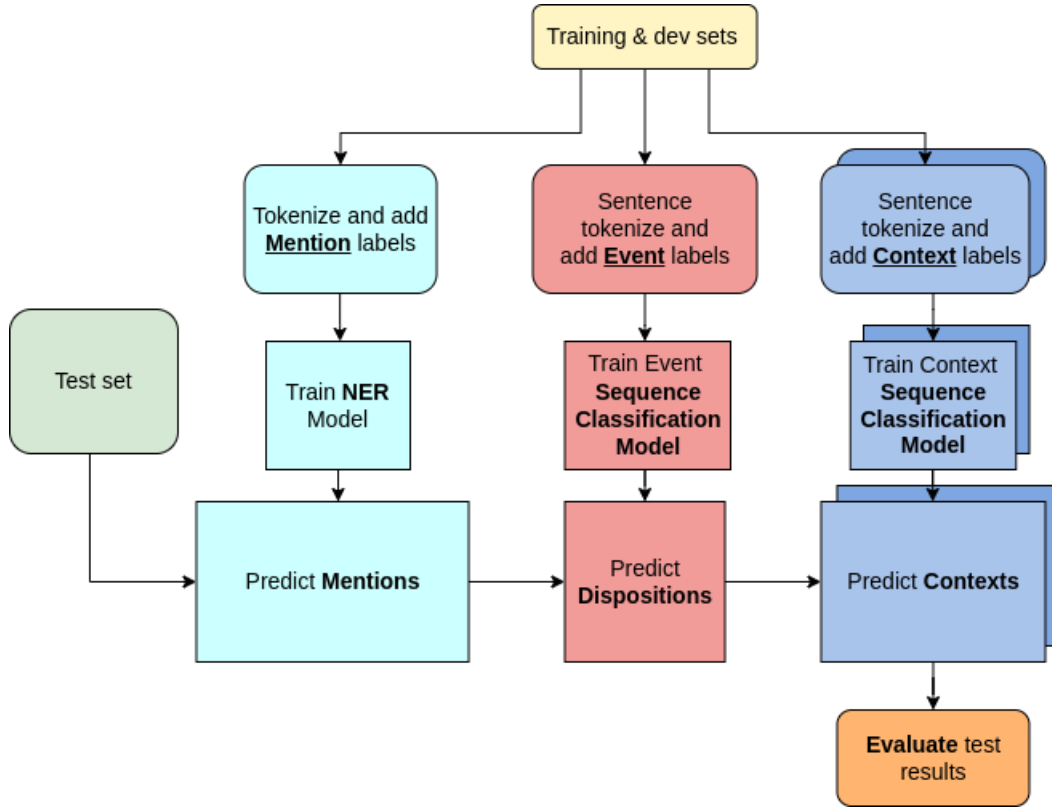 Training & dev sets
Tokenize and add
Mention labels
Sentence
tokenize and
add Event labels
Sentence
tokenize and
add Context labels
Test set
Train NER
Model
Train Event
Sequence
Classification
Model
Train Context
Sequence
Classification
Model
Predict Mentions
Predict
Dispositions
Predict Contexts
Evaluate test
results